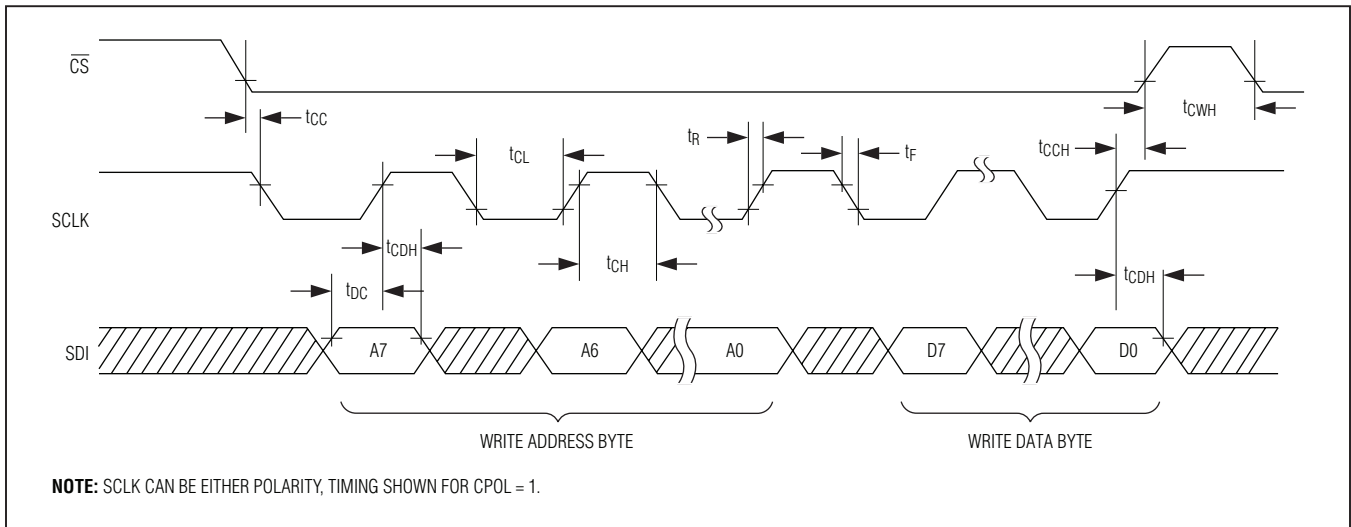 CS
tCC
tCWH
tR
tF
tCL
tCCH
SCLK
tCDH
tCH
tCDH
tDC
SDI
A7
A6
A0
D7
D0
WRITE ADDRESS BYTE
WRITE DATA BYTE
NOTE: SCLK CAN BE EITHER POLARITY, TIMING SHOWN FOR CPOL = 1.